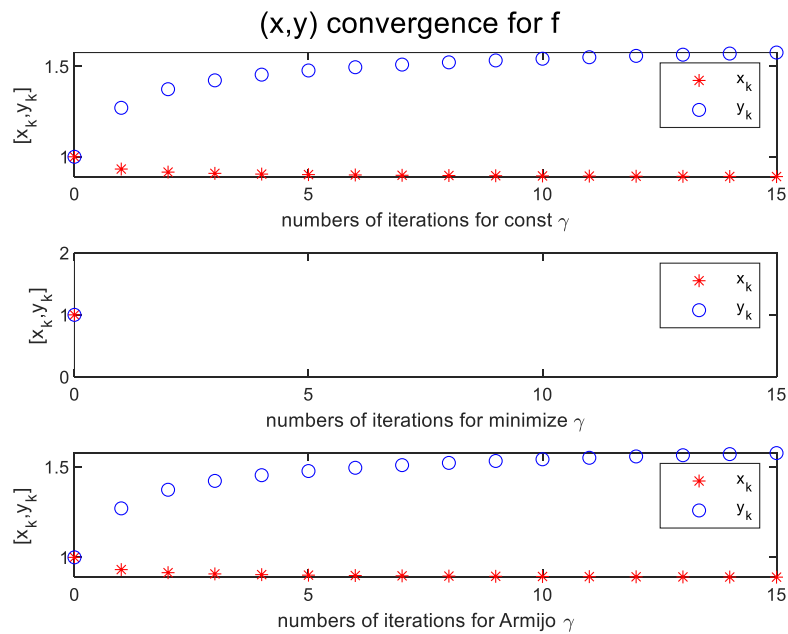 (x,y) convergence for f
[x_k,y_k]
1.5
1
0 5 10 15
numbers of iterations for const γ
x_k
y_k
[x_k,y_k]
2
1
0
0 5 10 15
numbers of iterations for minimize γ
x_k
y_k
[x_k,y_k]
1.5
1
0 5 10 15
numbers of iterations for Armijo γ
x_k
y_k